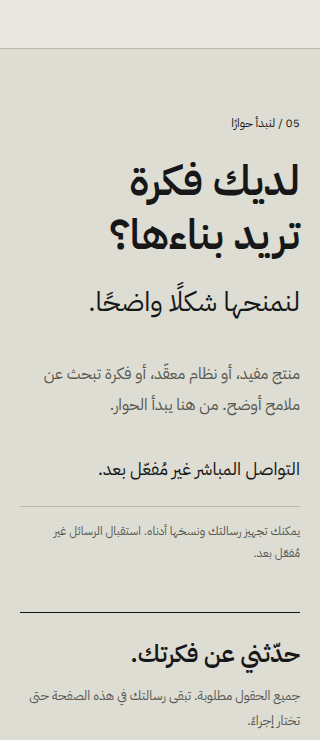 05 / لنبدأ حوارًا
لديك فكرة
تريد بناءها؟
لنمنحها شكلًا واضحًا.
منتج مفيد، أو نظام معقّد، أو فكرة تبحث عن
ملامح أوضح. من هنا يبدأ الحوار.
التواصل المباشر غير مُفعّل بعد.
يمكنك تجهيز رسالتك ونسخها أدناه. استقبال الرسائل غير
مُفعّل بعد.
حدّثني عن فكرتك.
جميع الحقول مطلوبة. تبقى رسالتك في هذه الصفحة حتى
تختار إجراءً.